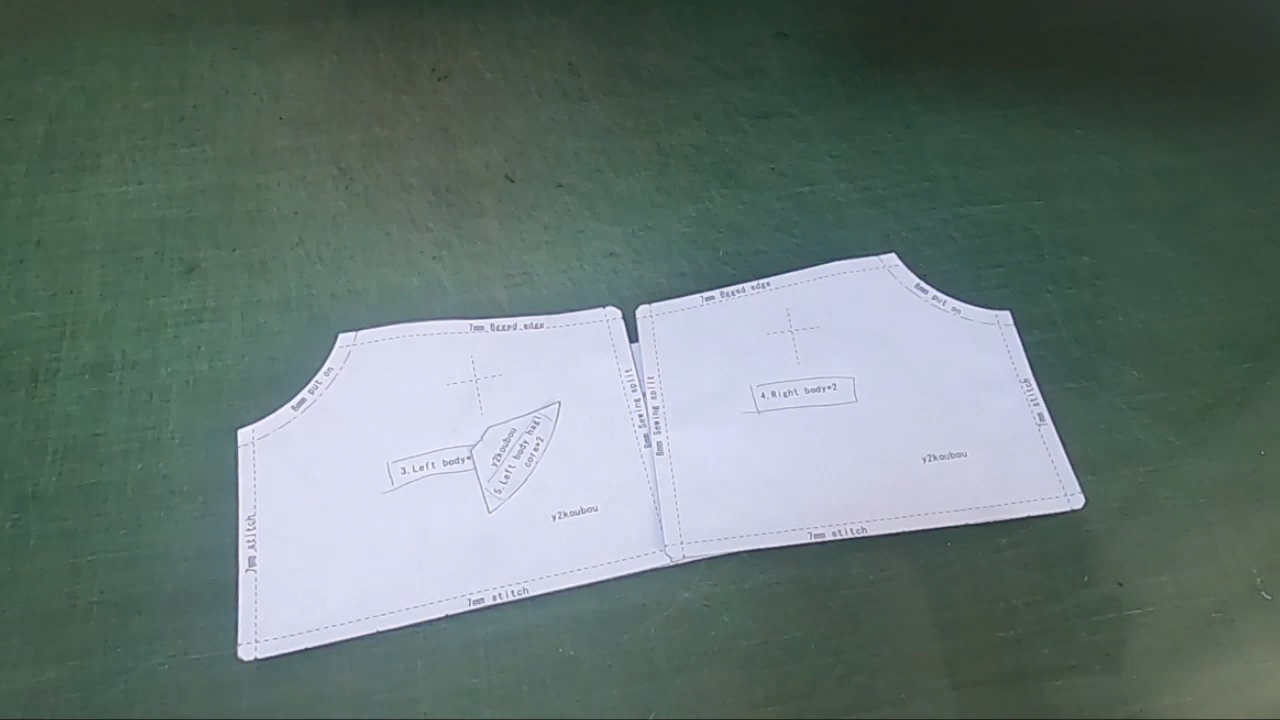 7mm Bgged edge
8mm put on
8mm Sewing split
3.Left body*
y2koubou
5.Left body hagi
core*2
y2koubou
7mm stitch
7mm stitch
7mm Bgged edge
8mm put on
8mm Sewing split
4.Right body*2
7mm stitch
y2koubou
7mm stitch